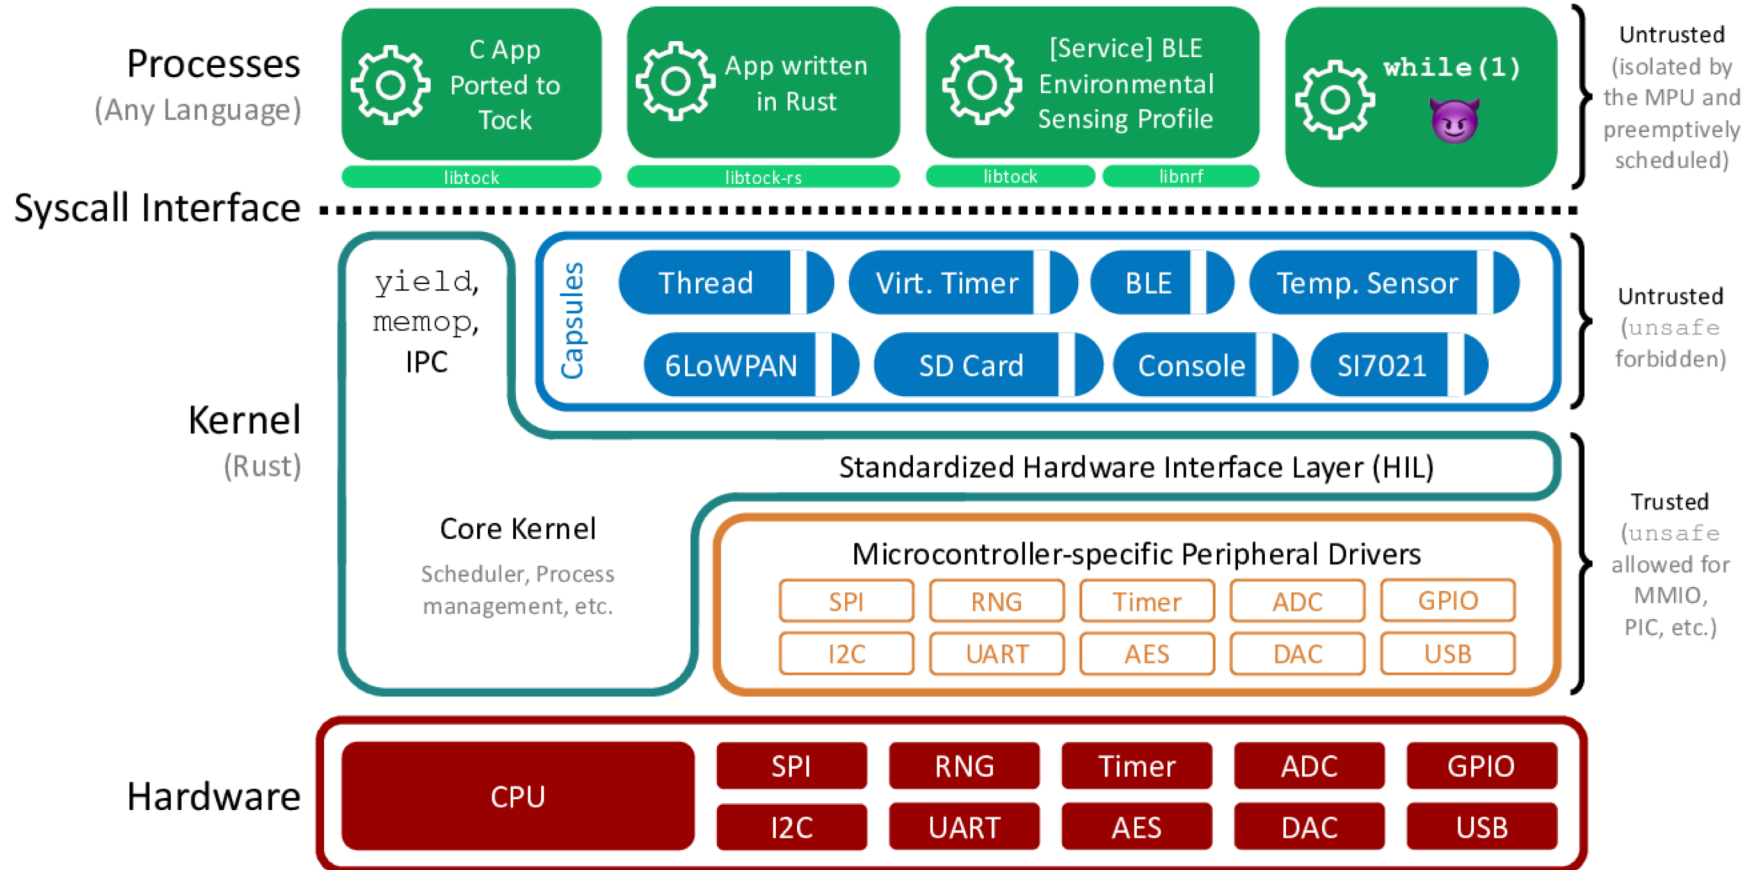 Processes
(Any Language)
C App
Ported to
Tock
libtock
App written
in Rust
libtock-rs
[Service] BLE
Environmental
Sensing Profile
libtock
libnrf
while(1)
Untrusted
(isolated by
the MPU and
preemptively
scheduled)
Syscall Interface
Kernel
(Rust)
yield,
memop,
IPC
Capsules
Thread
Virt. Timer
BLE
Temp. Sensor
6LoWPAN
SD Card
Console
SI7021
Untrusted
(unsafe
forbidden)
Standardized Hardware Interface Layer (HIL)
Core Kernel
Scheduler, Process
management, etc.
Microcontroller-specific Peripheral Drivers
SPI
RNG
Timer
ADC
GPIO
I2C
UART
AES
DAC
USB
Trusted
(unsafe
allowed for
MMIO,
PIC, etc.)
Hardware
CPU
SPI
RNG
Timer
ADC
GPIO
I2C
UART
AES
DAC
USB